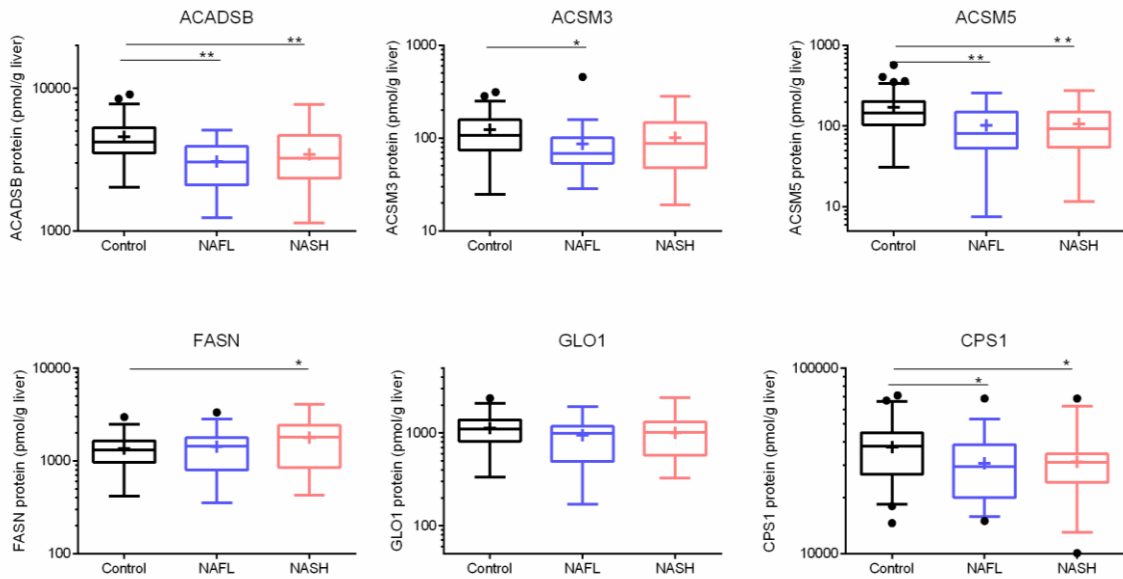 ACADSB
ACADSB protein (pmol/g liver)
10000
1000
**
**
Control
NAFL
NASH
ACSM3
ACSM3 protein (pmol/g liver)
1000
100
10
*
Control
NAFL
NASH
ACSM5
ACSM5 protein (pmol/g liver)
1000
100
10
**
**
Control
NAFL
NASH
FASN
FASN protein (pmol/g liver)
10000
1000
100
*
Control
NAFL
NASH
GLO1
GLO1 protein (pmol/g liver)
1000
100
Control
NAFL
NASH
CPS1
CPS1 protein (pmol/g liver)
100000
10000
*
*
Control
NAFL
NASH